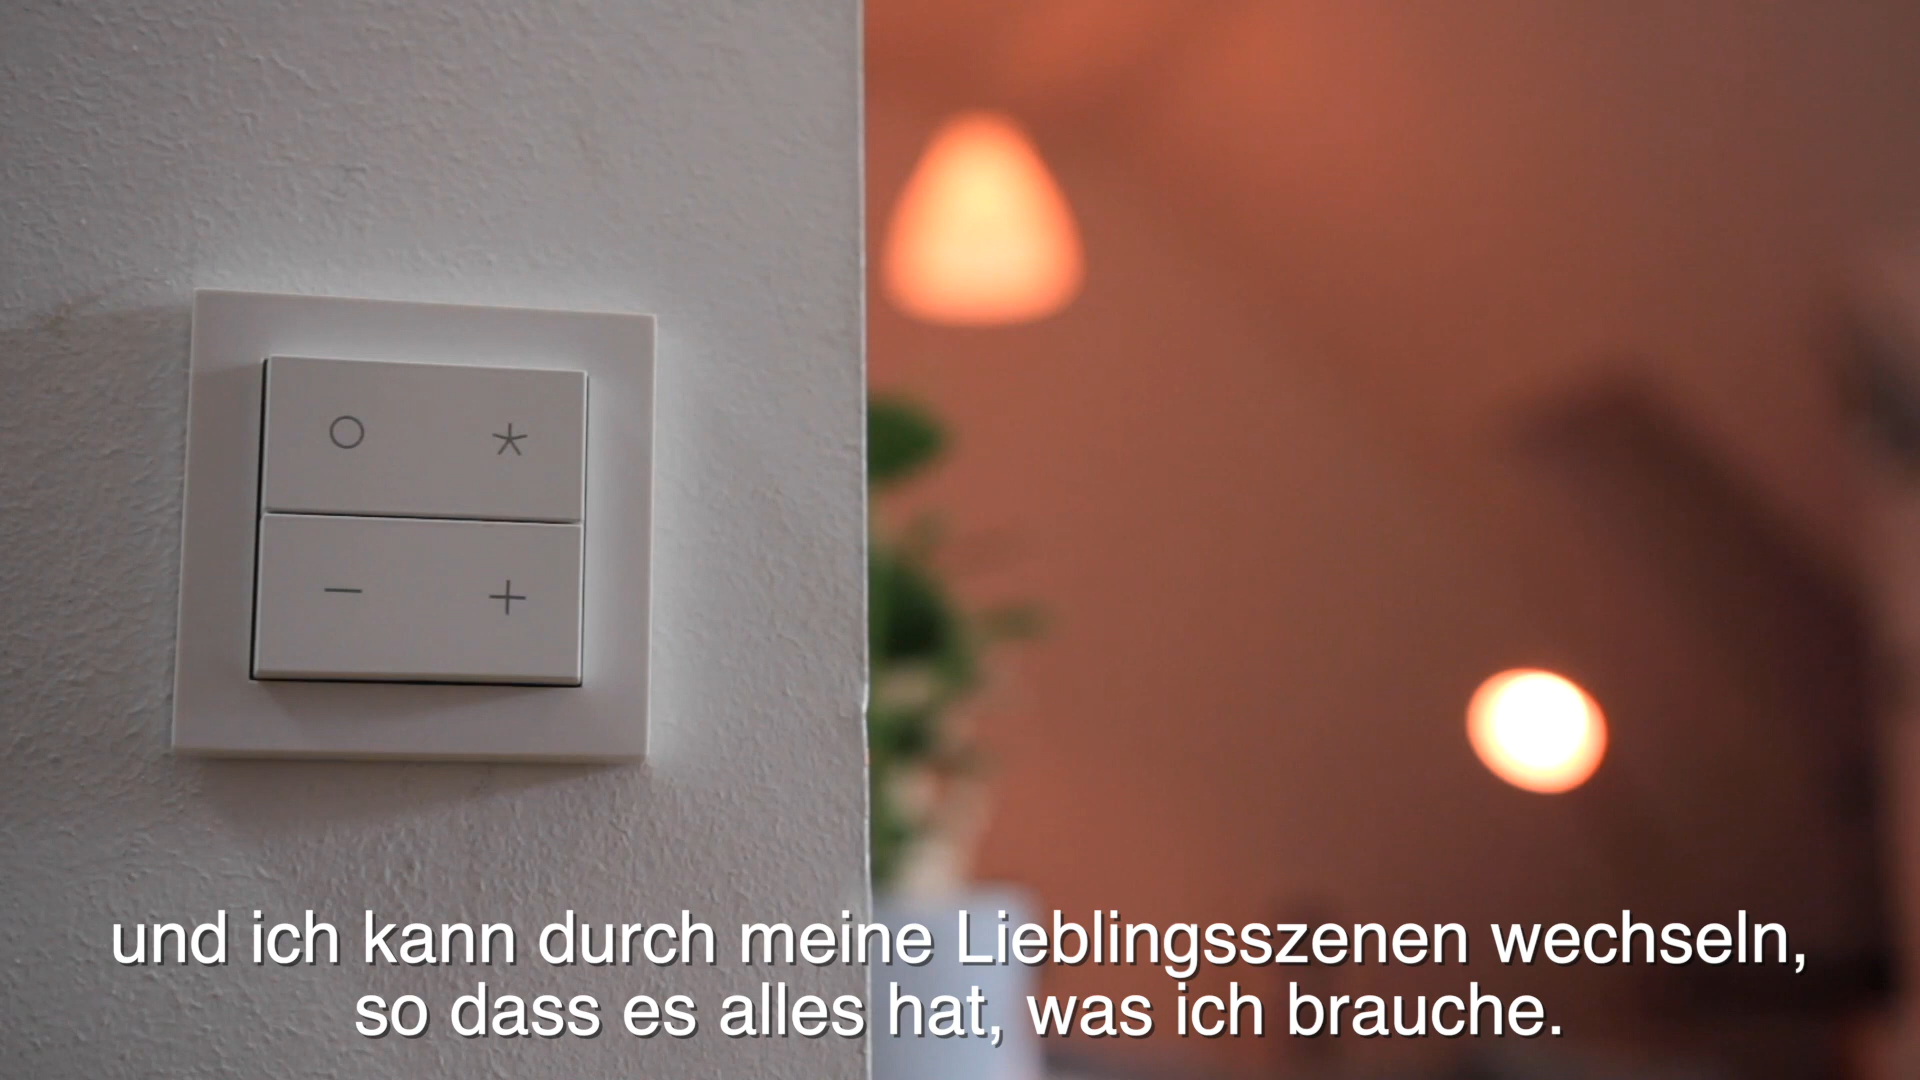 ○ *
− +
und ich kann durch meine Lieblingsszenen wechseln,
so dass es alles hat, was ich brauche.